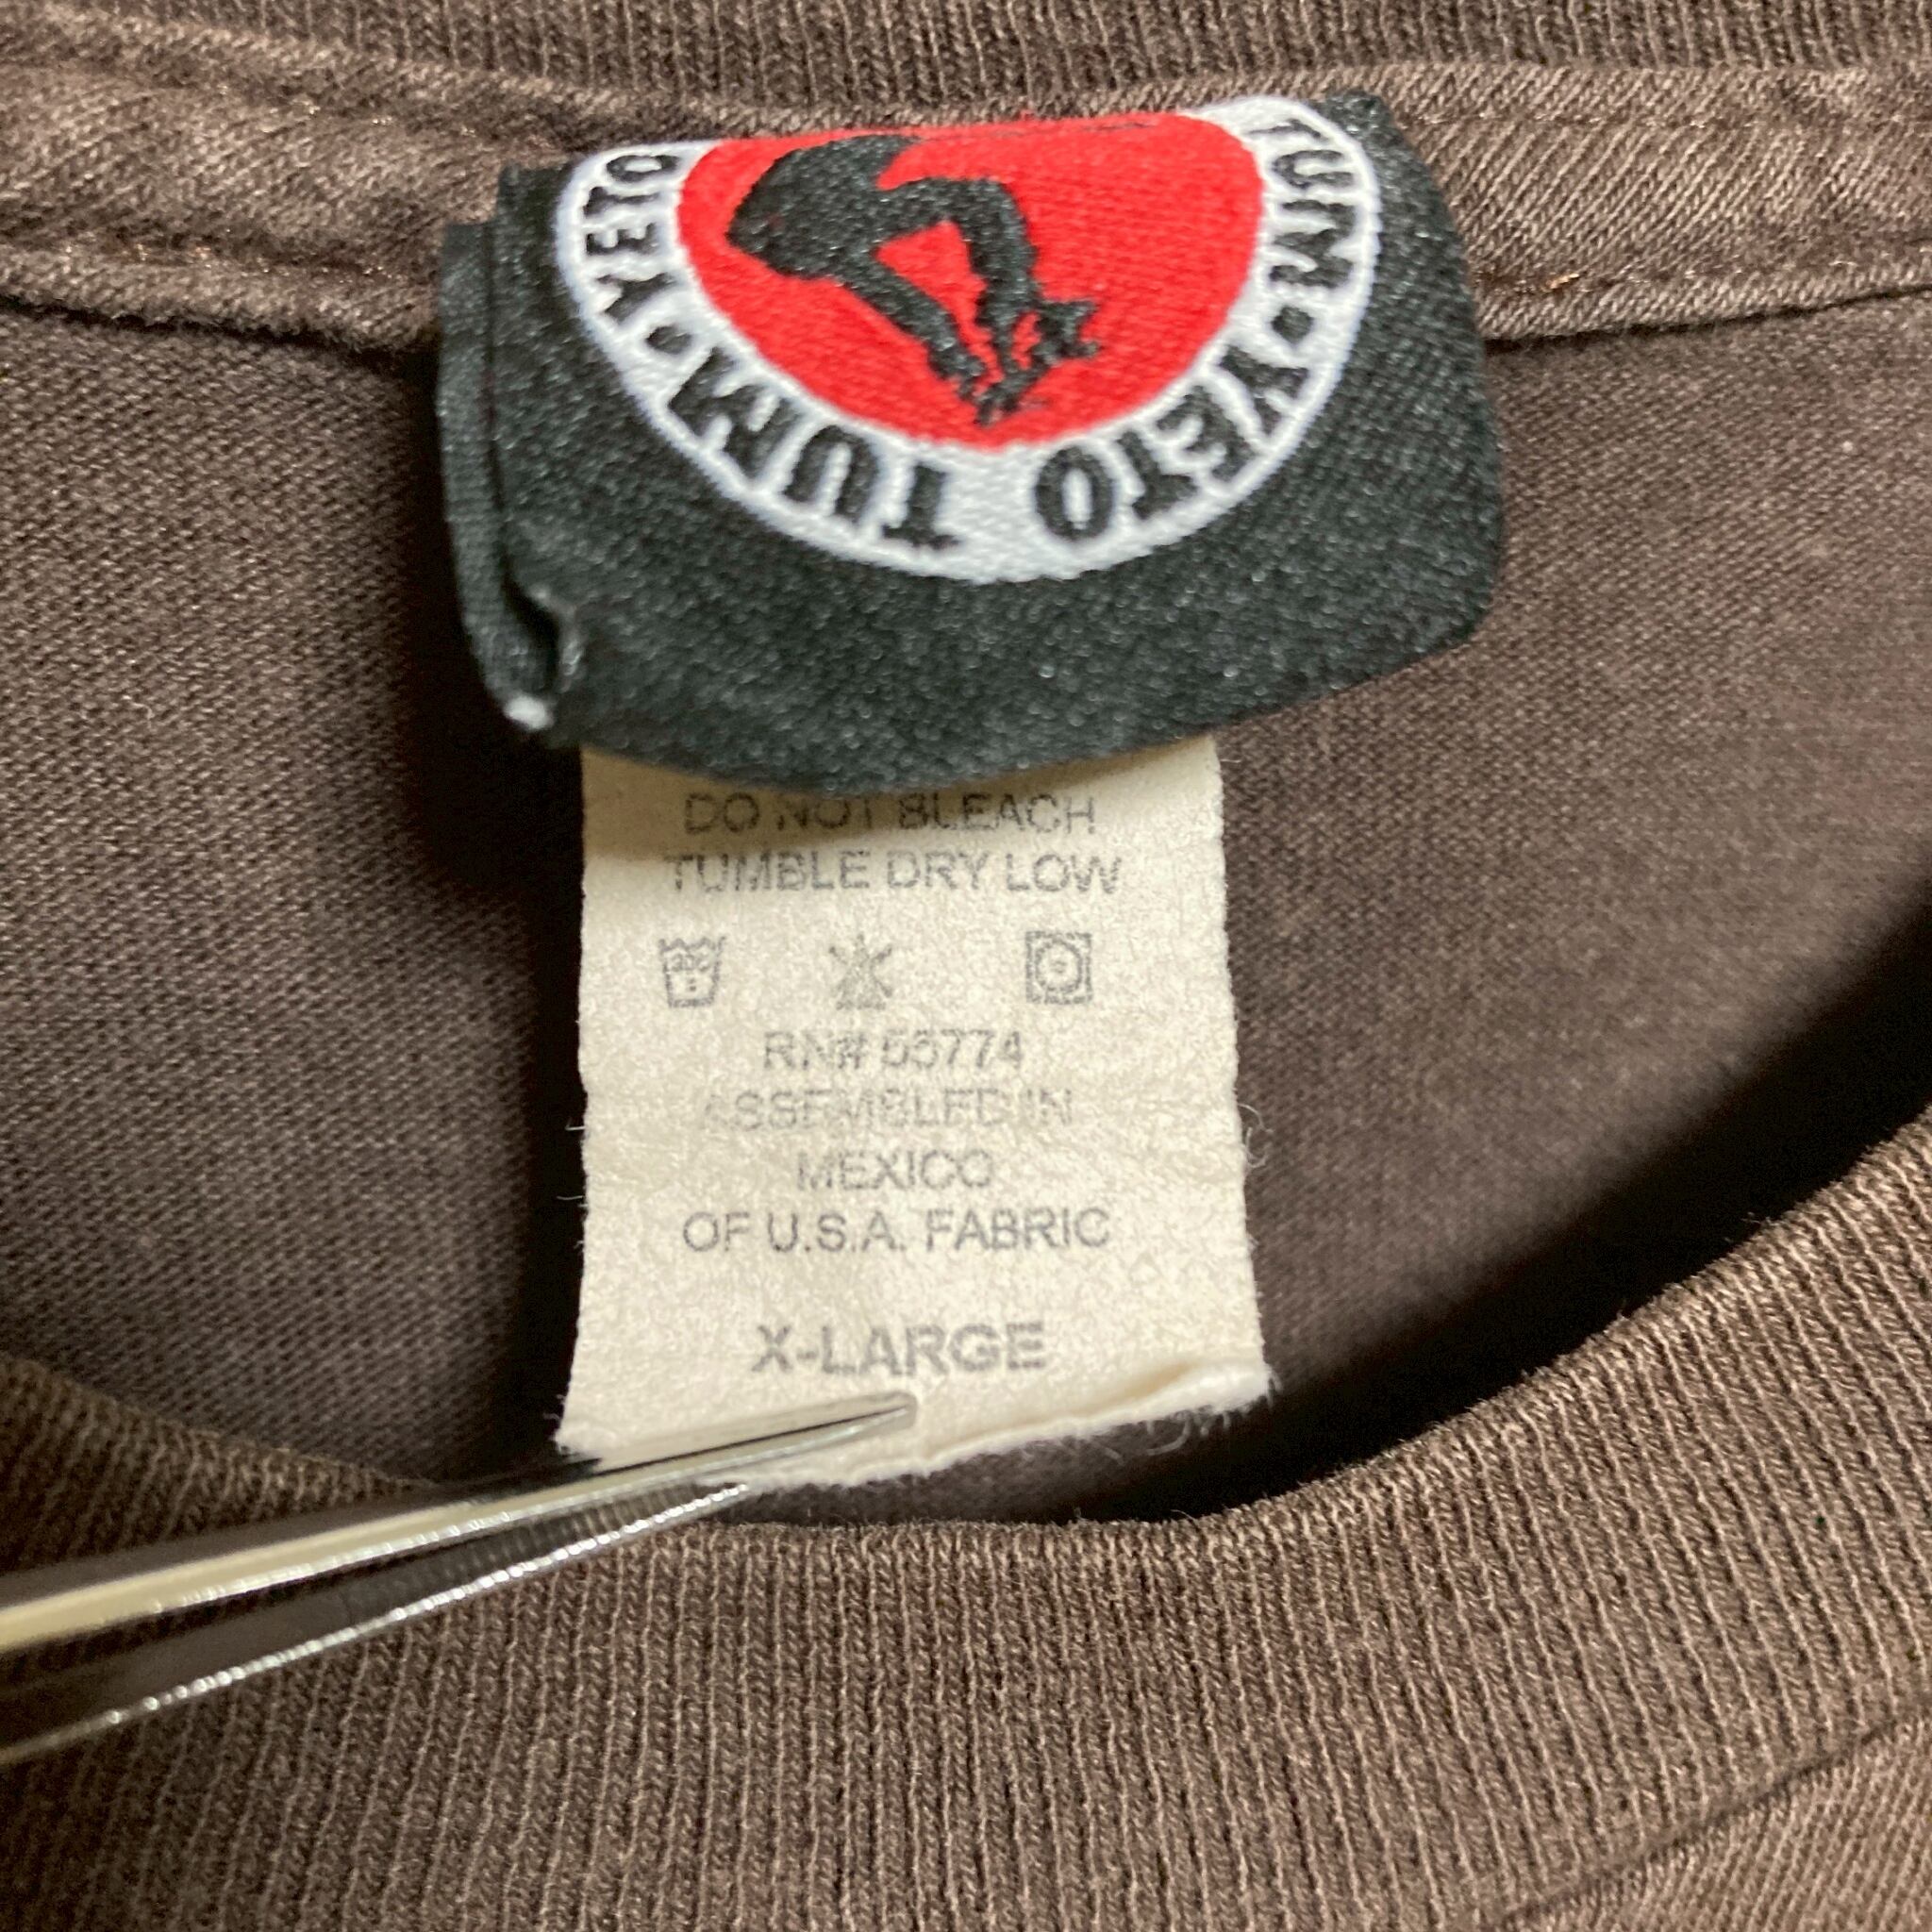 TUM • YETO TUM • YETO
DO NOT BLEACH
TUMBLE DRY LOW
RN# 55774
ASSEMBLED IN
MEXICO
OF U.S.A. FABRIC
X-LARGE